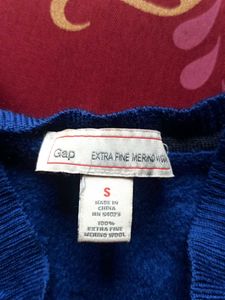 Gap EXTRA FINE MERINO WOOL
S
MADE IN
CHINA
RN 54023
100%
EXTRA FINE
MERINO WOOL